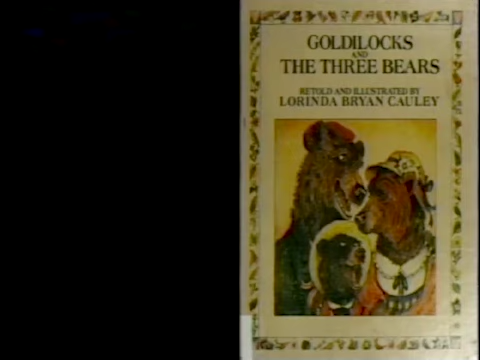 GOLDILOCKS
AND
THE THREE BEARS
RETOLD AND ILLUSTRATED BY
LORINDA BRYAN CAULEY